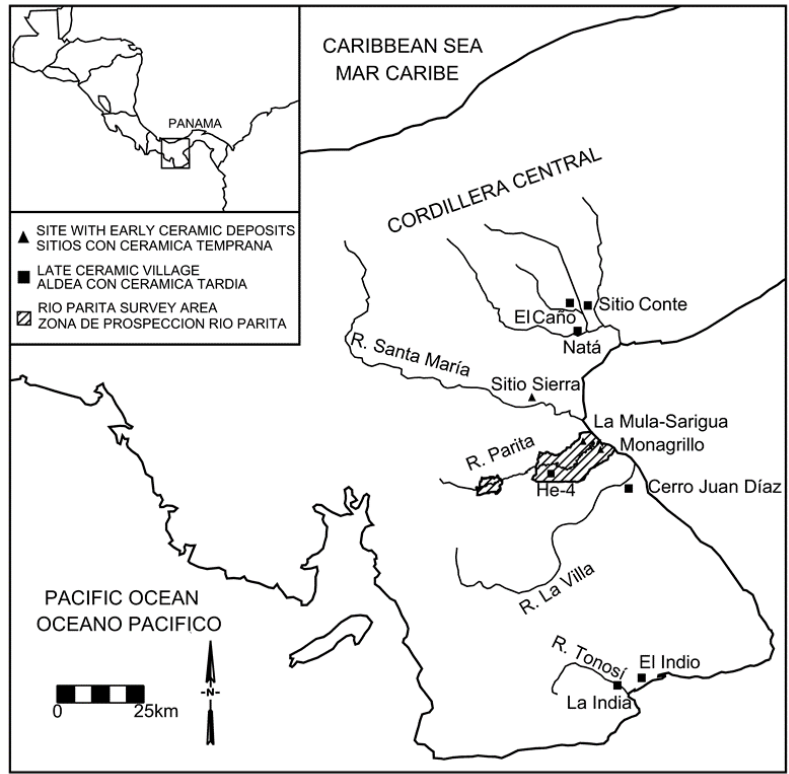 PANAMA
SITE WITH EARLY CERAMIC DEPOSITS
SITIOS CON CERAMICA TEMPRANA
LATE CERAMIC VILLAGE
ALDEA CON CERAMICA TARDIA
RIO PARITA SURVEY AREA
ZONA DE PROSPECCION RIO PARITA
CARIBBEAN SEA
MAR CARIBE
CORDILLERA CENTRAL
Sitio Conte
El Caño
Natá
R. Santa María
Sitio Sierra
La Mula-Sarigua
Monagrillo
R. Parita
He-4
Cerro Juan Díaz
R. La Villa
PACIFIC OCEAN
OCEANO PACIFICO
N
0 25km
R. Tonosí
El Indio
La India